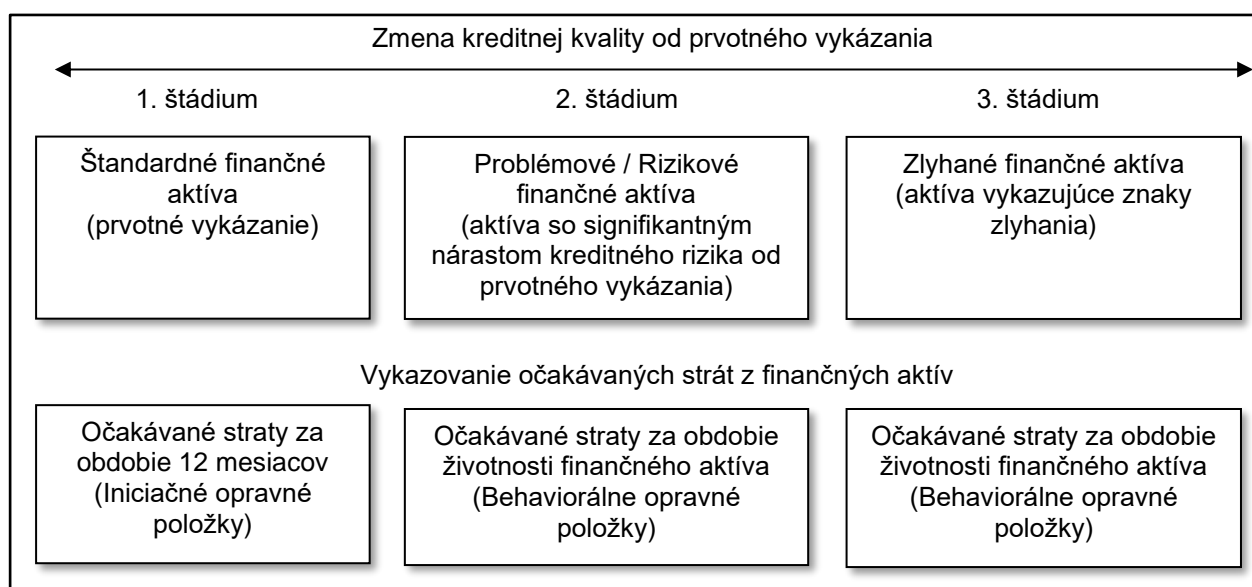 Zmena kreditnej kvality od prvotného vykázania
1. štádium
2. štádium
3. štádium
Štandardné finančné
aktíva
(prvotné vykázanie)
Problémové / Rizikové
finančné aktíva
(aktíva so signifikantným
nárastom kreditného rizika od
prvotného vykázania)
Zlyhané finančné aktíva
(aktíva vykazujúce znaky
zlyhania)
Vykazovanie očakávaných strát z finančných aktív
Očakávané straty za
obdobie 12 mesiacov
(Iniciačné opravné
položky)
Očakávané straty za obdobie
životnosti finančného aktíva
(Behaviorálne opravné
položky)
Očakávané straty za obdobie
životnosti finančného aktíva
(Behaviorálne opravné
položky)